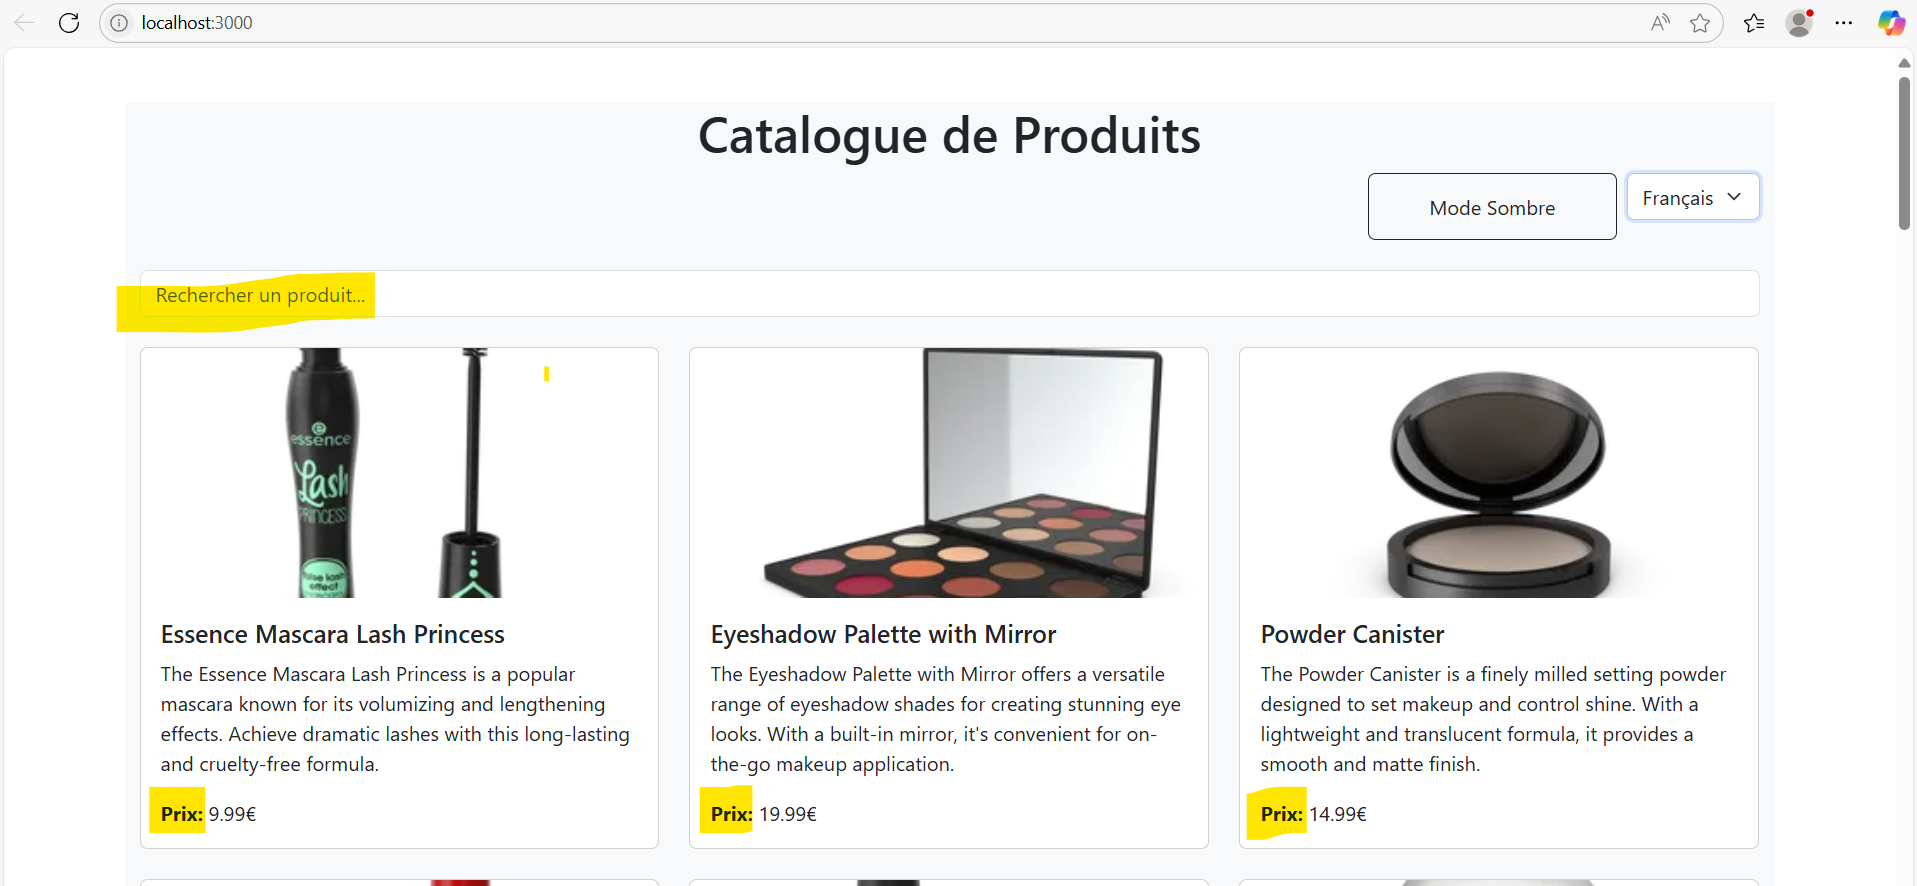 localhost:3000
Catalogue de Produits
Mode Sombre
Français
Rechercher un produit...
essence
Lash
PRINCESS
false lash
effect
Essence Mascara Lash Princess
The Essence Mascara Lash Princess is a popular
mascara known for its volumizing and lengthening
effects. Achieve dramatic lashes with this long-lasting
and cruelty-free formula.
Prix: 9.99€
Eyeshadow Palette with Mirror
The Eyeshadow Palette with Mirror offers a versatile
range of eyeshadow shades for creating stunning eye
looks. With a built-in mirror, it's convenient for on-
the-go makeup application.
Prix: 19.99€
Powder Canister
The Powder Canister is a finely milled setting powder
designed to set makeup and control shine. With a
lightweight and translucent formula, it provides a
smooth and matte finish.
Prix: 14.99€